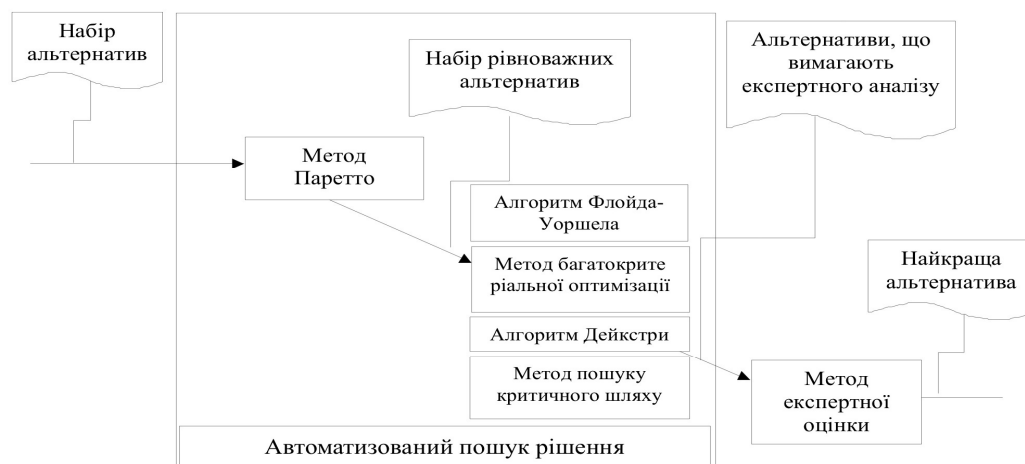 Набір
альтернатив
Набір рівноважних
альтернатив
Альтернативи, що
вимагають
експертного аналізу
Метод
Паретто
Алгоритм Флойда-
Уоршела
Метод багатокрите
ріальної оптимізації
Алгоритм Дейкстри
Метод пошуку
критичного шляху
Найкраща
альтернатива
Метод
експертної
оцінки
Автоматизований пошук рішення